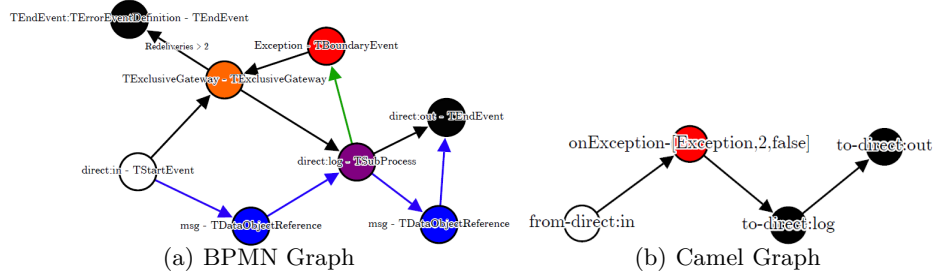 TEndEvent:TErrorEventDefinition - TEndEvent
Redeliveries > 2
Exception - TBoundaryEvent
TExclusiveGateway - TExclusiveGateway
direct:out - TEndEvent
direct:in - TStartEvent
direct:log - TSubProcess
msg - TDataObjectReference
msg - TDataObjectReference
(a) BPMN Graph
onException-[Exception,2,false]
to-direct:out
from-direct:in
to-direct:log
(b) Camel Graph